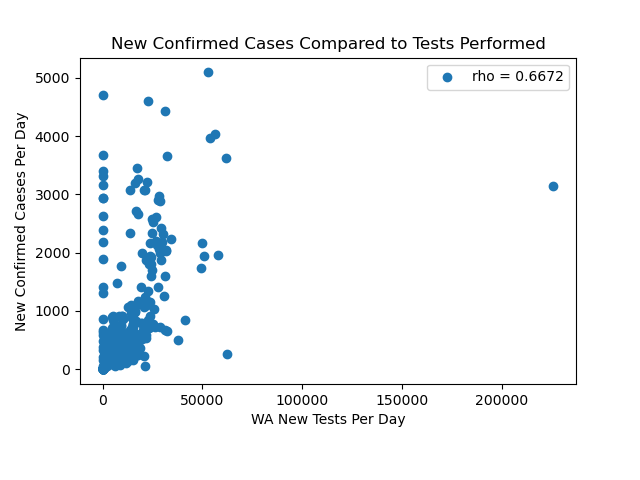 New Confirmed Cases Compared to Tests Performed
rho = 0.6672
5000
4000
3000
2000
1000
0
New Confirmed Caeses Per Day
0
50000
100000
150000
200000
WA New Tests Per Day